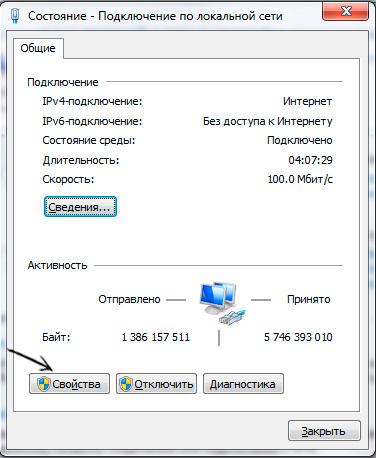 Состояние - Подключение по локальной сети
Общие
Подключение
IPv4-подключение: Интернет
IPv6-подключение: Без доступа к Интернету
Состояние среды: Подключено
Длительность: 04:07:29
Скорость: 100.0 Мбит/с
Сведения...
Активность
Отправлено — Принято
Байт: 1 386 157 511 | 5 746 393 010
Свойства Отключить Диагностика
Закрыть